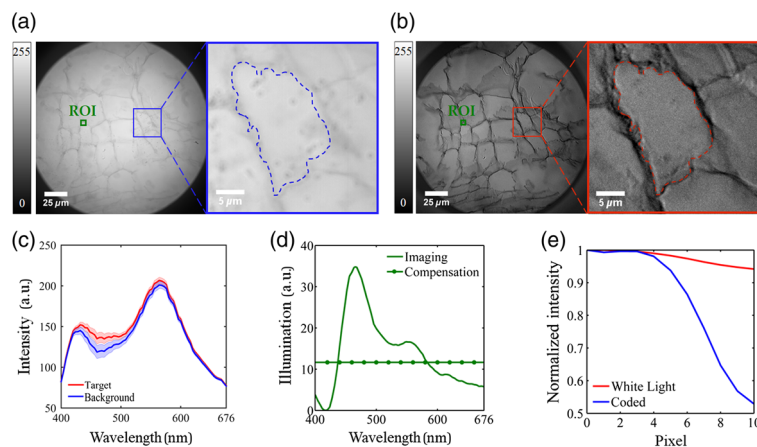 (a)
255
0
ROI
25 μm
5 μm
(b)
255
0
ROI
25 μm
5 μm
(c)
250
200
150
100
50
Intensity (a.u)
Target
Background
400
500
600
676
Wavelength (nm)
(d)
40
30
20
10
0
Illumination (a.u)
Imaging
Compensation
400
500
600
676
Wavelength (nm)
(e)
1
0.9
0.8
0.7
0.6
0.5
Normalized intensity
White Light
Coded
0
2
4
6
8
10
Pixel